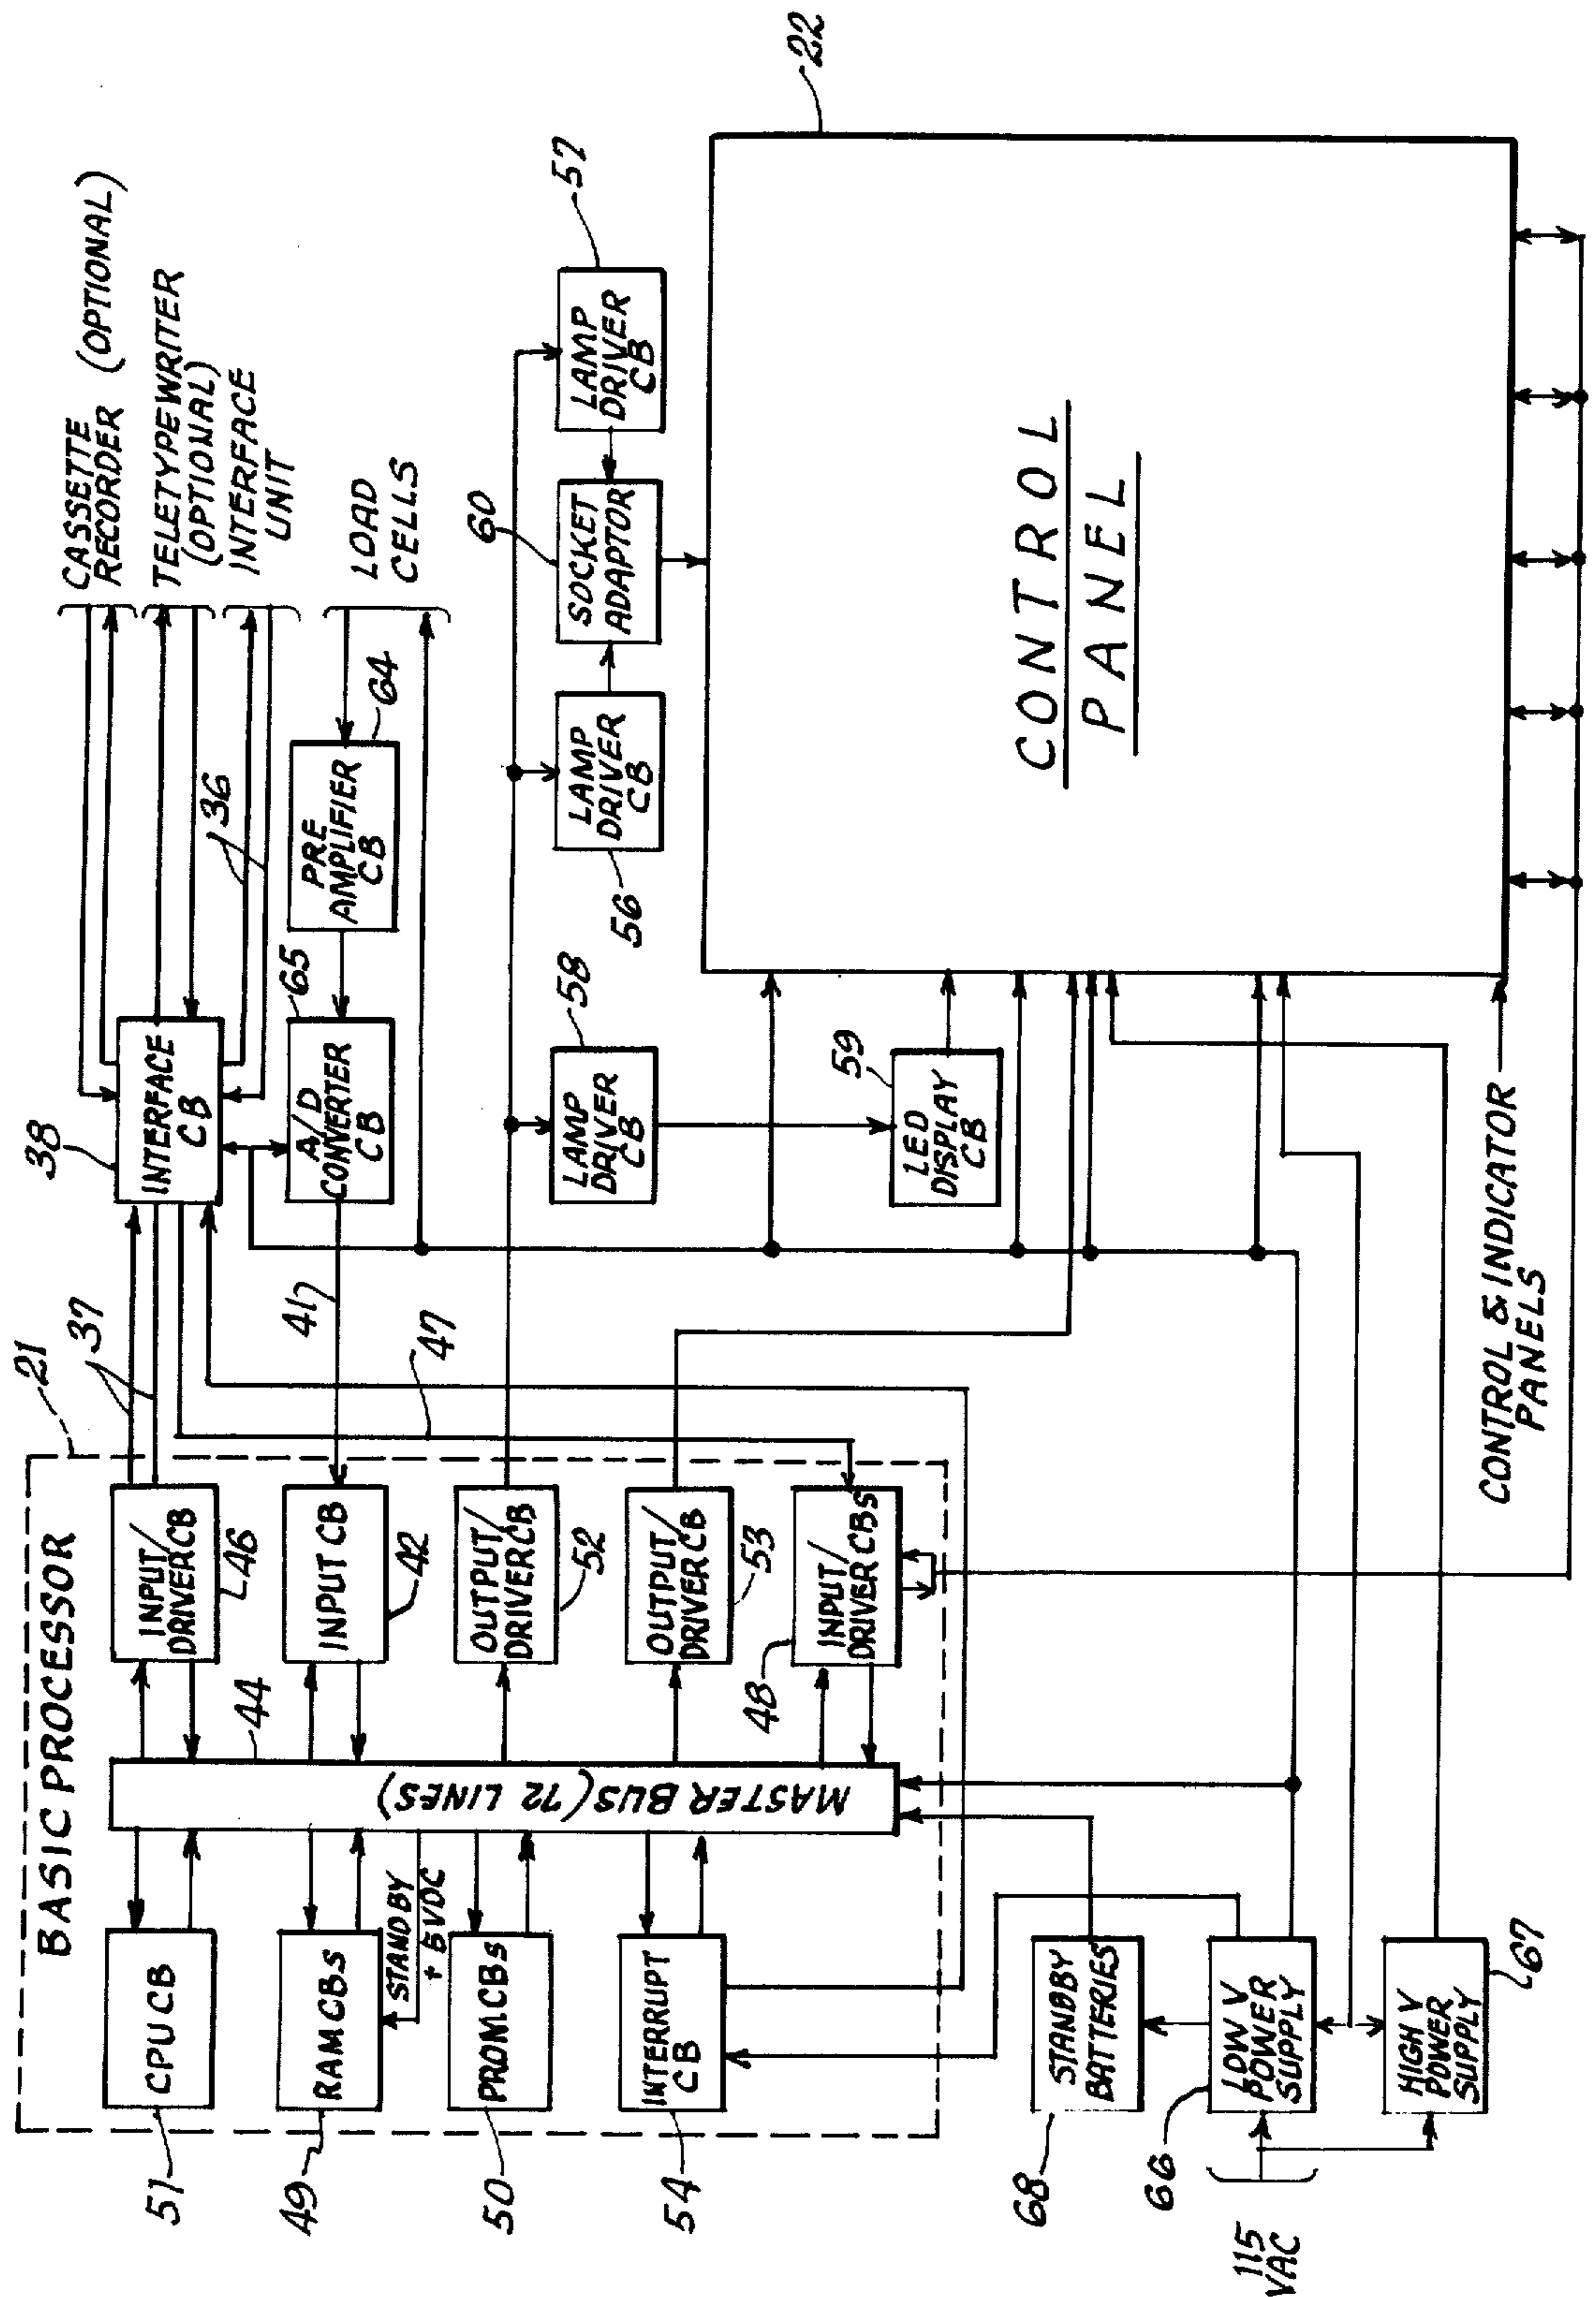 BASIC PROCESSOR
21
51
CPU CB
49
RAM CBs
STANDBY
+ 5VDC
50
PROM CBs
54
INTERRUPT
CB
MASTER BUS (72 LINES)
44
INPUT/
DRIVER CB
46
INPUT CB
42
OUTPUT/
DRIVER CB
52
OUTPUT/
DRIVER CB
53
INPUT/
DRIVER CBs
48
37
41
47
38
INTERFACE
CB
A/D
CONVERTER
CB
65
PRE
AMPLIFIER
CB
64
36
CASSETTE
RECORDER (OPTIONAL)
TELETYPEWRITER
(OPTIONAL)
INTERFACE
UNIT
LOAD
CELLS
LAMP
DRIVER
CB
58
LED
DISPLAY
CB
59
LAMP
DRIVER
CB
56
SOCKET
ADAPTOR
60
LAMP
DRIVER
CB
57
CONTROL
PANEL
22
CONTROL & INDICATOR
PANELS
68
STANDBY
BATTERIES
66
LOW V
POWER
SUPPLY
HIGH V
POWER
SUPPLY
67
115
VAC